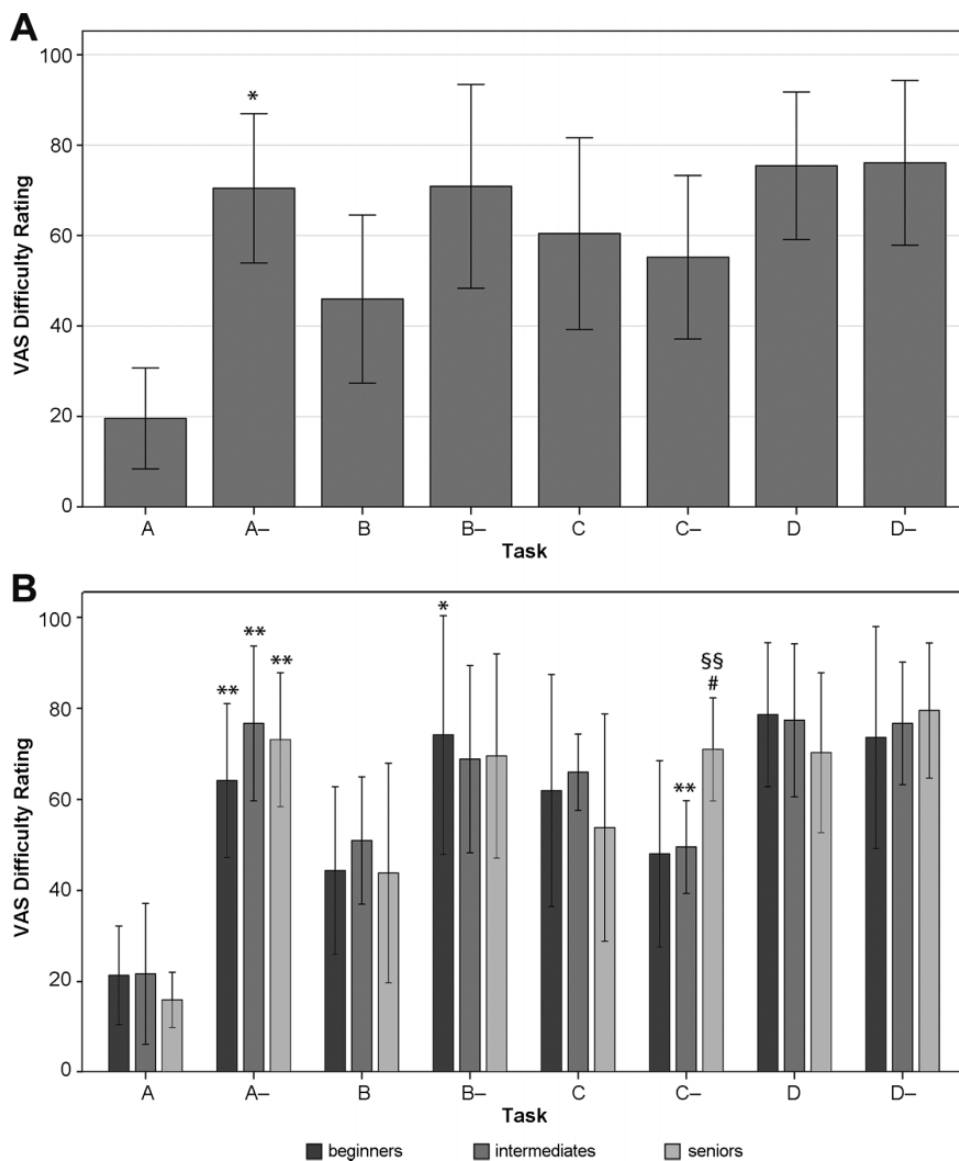 A
100
80
60
40
20
0
VAS Difficulty Rating
*
A A– B B– C C– D D–
Task
B
100
80
60
40
20
0
VAS Difficulty Rating
** ** ** * ** §§
#
A A– B B– C C– D D–
Task
beginners intermediates seniors